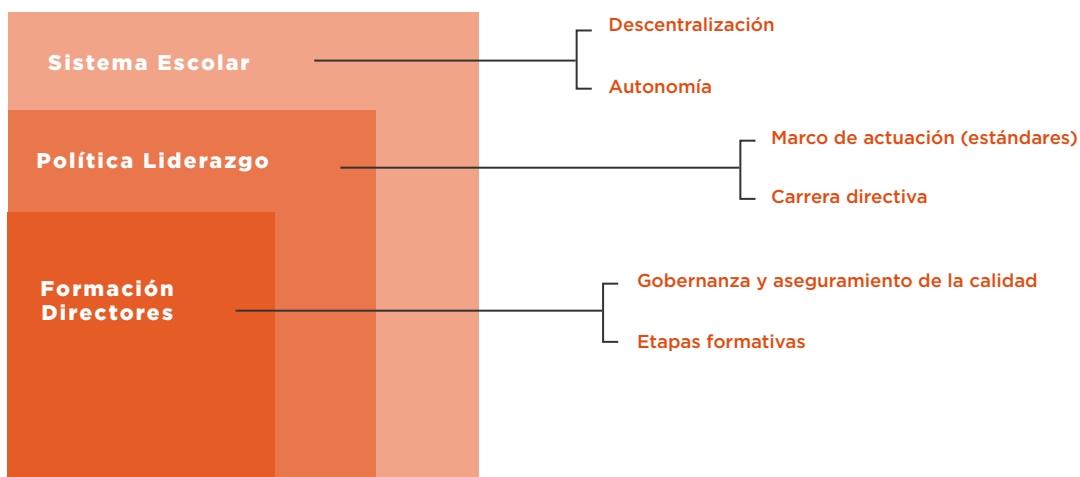 Sistema Escolar
Descentralización
Autonomía
Política Liderazgo
Marco de actuación (estándares)
Carrera directiva
Formación
Directores
Gobernanza y aseguramiento de la calidad
Etapas formativas